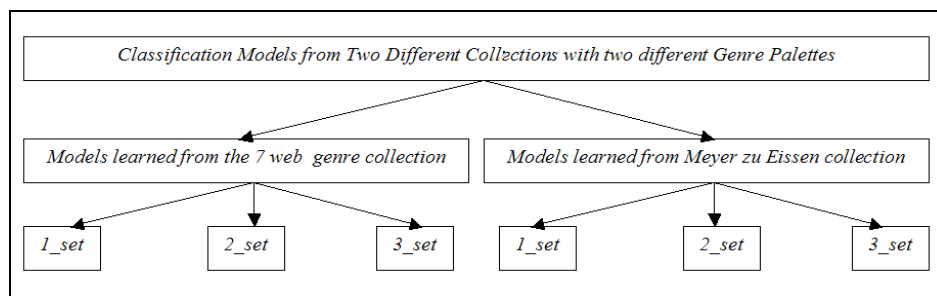 Classification Models from Two Different Collections with two different Genre Palettes
Models learned from the 7 web genre collection
Models learned from Meyer zu Eissen collection
1_set
2_set
3_set
1_set
2_set
3_set